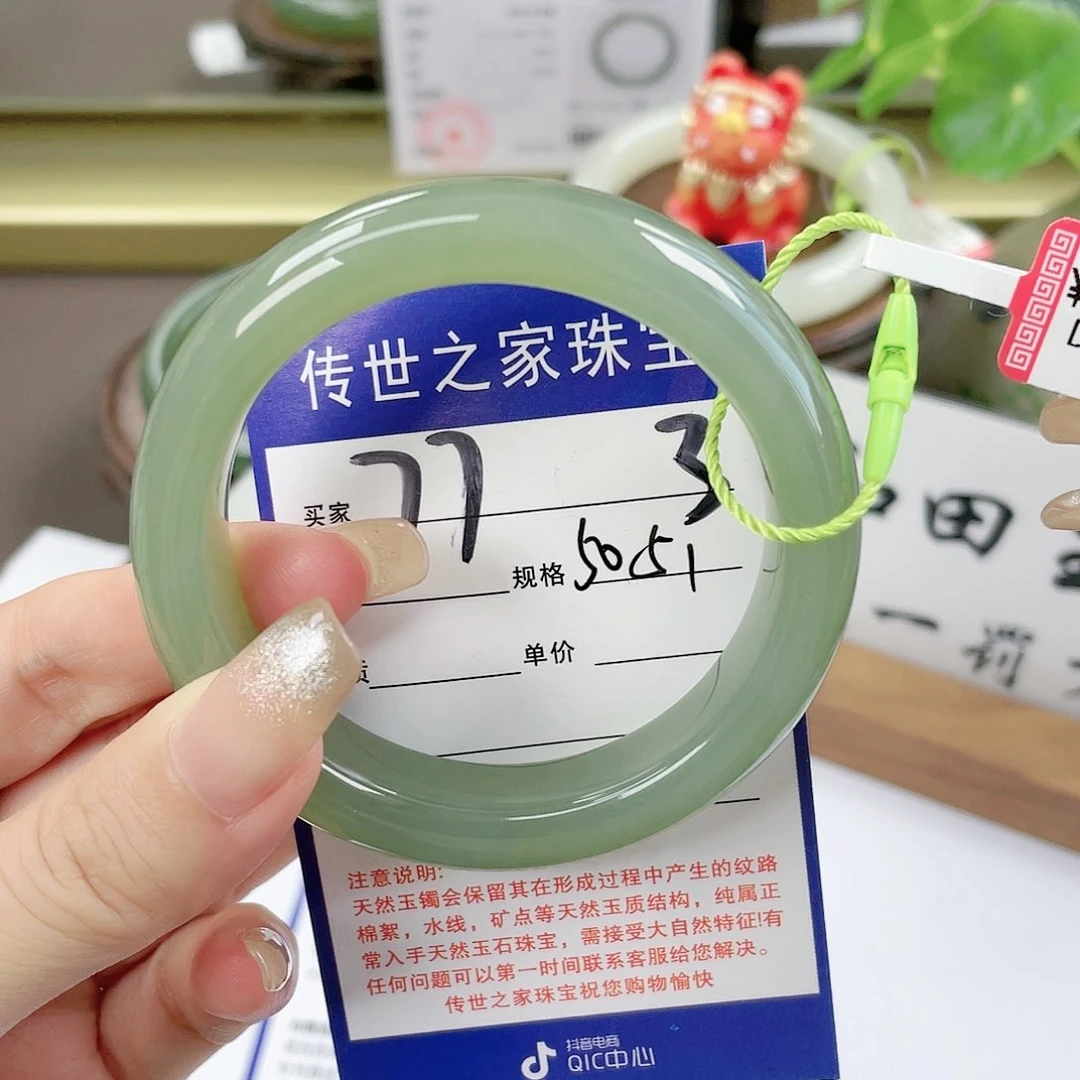 传世之家珠宝
买家 77 3
规格 5051
单价
注意说明:
天然玉镯会保留其在形成过程中产生的纹路
棉絮，水线，矿点等天然玉质结构，纯属正
常入手天然玉石珠宝，需接受大自然特征!有
任何问题可以第一时间联系客服给您解决。
传世之家珠宝祝您购物愉快
抖音电商
QIC中心
田
一 罚